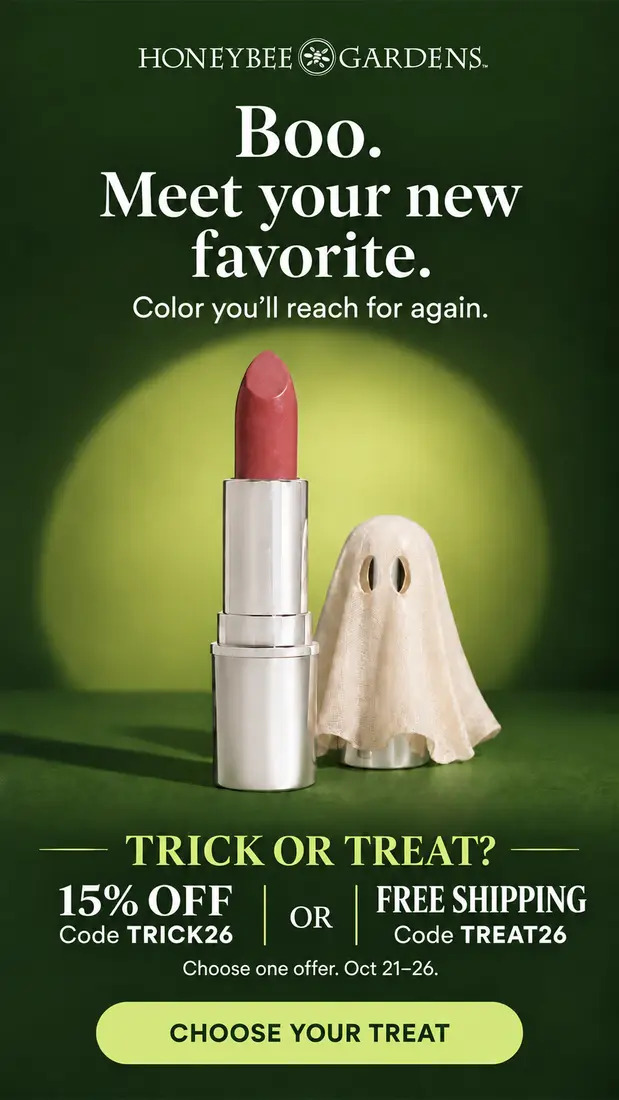 HONEYBEE GARDENS™
Boo.
Meet your new
favorite.
Color you’ll reach for again.
TRICK OR TREAT?
15% OFF
Code TRICK26
OR
FREE SHIPPING
Code TREAT26
Choose one offer. Oct 21–26.
CHOOSE YOUR TREAT